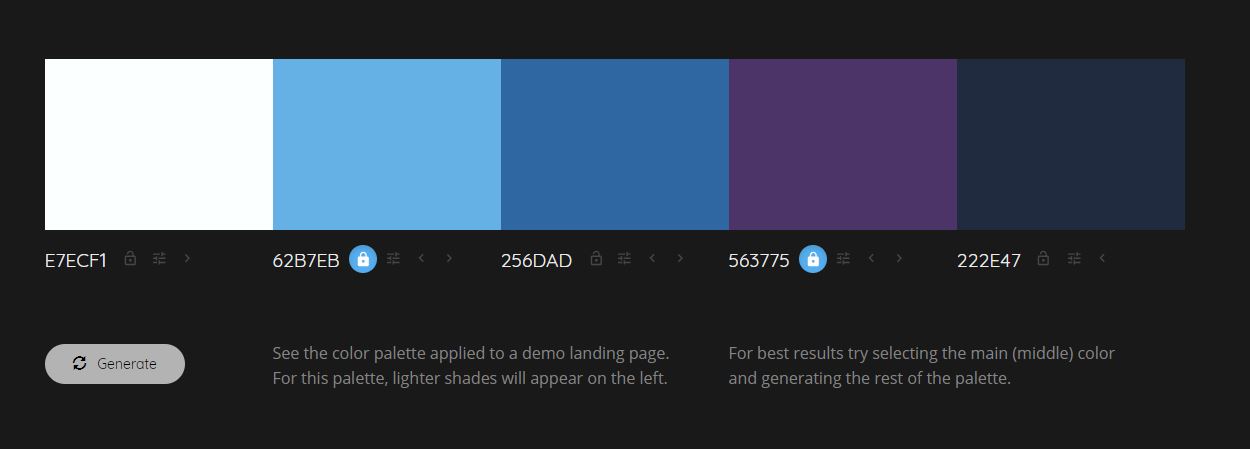 E7ECF1 62B7EB 256DAD 563775 222E47
Generate
See the color palette applied to a demo landing page.
For this palette, lighter shades will appear on the left.
For best results try selecting the main (middle) color
and generating the rest of the palette.